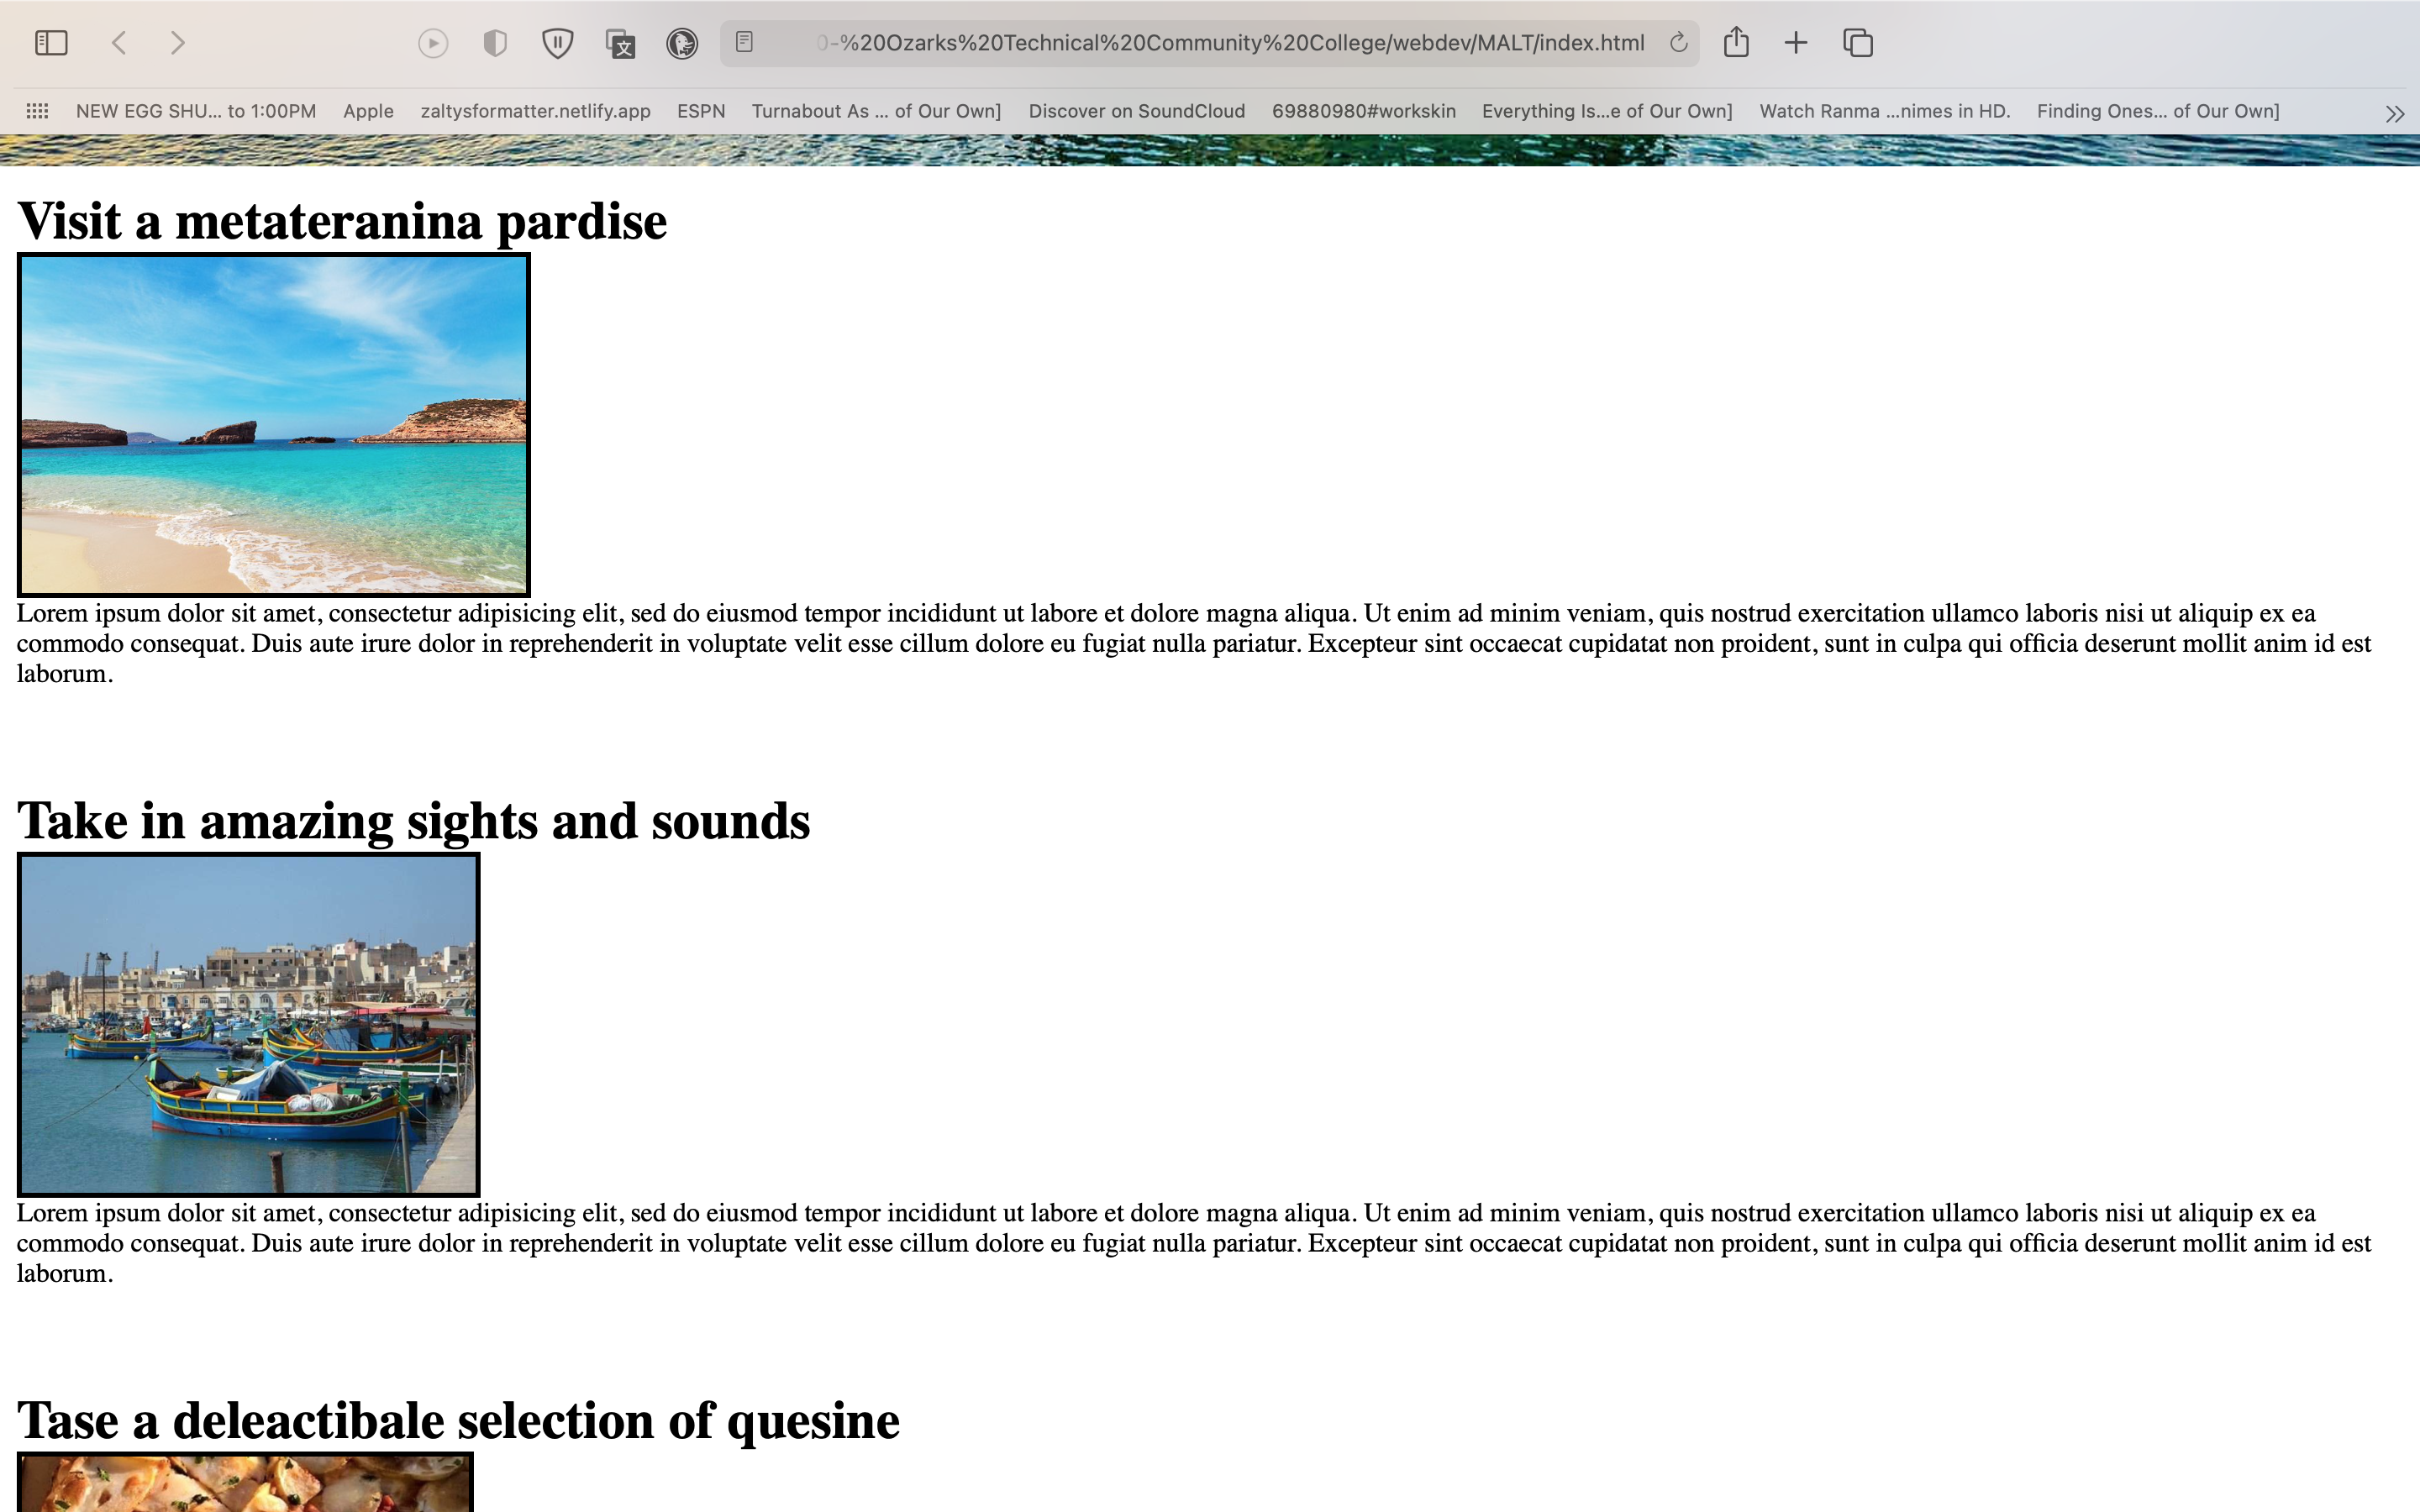 0-%20Ozarks%20Technical%20Community%20College/webdev/MALT/index.html
NEW EGG SHU... to 1:00PM Apple zaltysformatter.netlify.app ESPN Turnabout As ... of Our Own] Discover on SoundCloud 69880980#workskin Everything Is...e of Our Own] Watch Ranma ...nimes in HD. Finding Ones... of Our Own]
Visit a metateranina pardise
Lorem ipsum dolor sit amet, consectetur adipisicing elit, sed do eiusmod tempor incididunt ut labore et dolore magna aliqua. Ut enim ad minim veniam, quis nostrud exercitation ullamco laboris nisi ut aliquip ex ea
commodo consequat. Duis aute irure dolor in reprehenderit in voluptate velit esse cillum dolore eu fugiat nulla pariatur. Excepteur sint occaecat cupidatat non proident, sunt in culpa qui officia deserunt mollit anim id est
laborum.
Take in amazing sights and sounds
Lorem ipsum dolor sit amet, consectetur adipisicing elit, sed do eiusmod tempor incididunt ut labore et dolore magna aliqua. Ut enim ad minim veniam, quis nostrud exercitation ullamco laboris nisi ut aliquip ex ea
commodo consequat. Duis aute irure dolor in reprehenderit in voluptate velit esse cillum dolore eu fugiat nulla pariatur. Excepteur sint occaecat cupidatat non proident, sunt in culpa qui officia deserunt mollit anim id est
laborum.
Tase a deleactibale selection of quesine